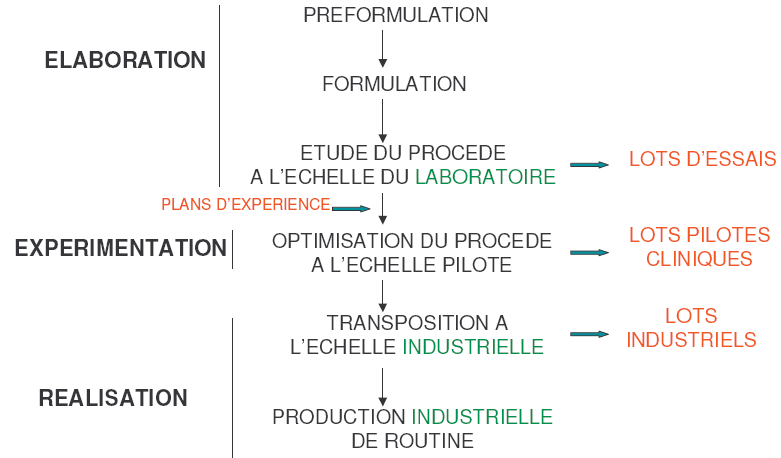 PREFORMULATION
ELABORATION
FORMULATION
ETUDE DU PROCEDE
A L'ECHELLE DU LABORATOIRE
LOTS D'ESSAIS
PLANS D'EXPERIENCE
EXPERIMENTATION
OPTIMISATION DU PROCEDE
A L'ECHELLE PILOTE
LOTS PILOTES
CLINIQUES
TRANSPOSITION A
L'ECHELLE INDUSTRIELLE
LOTS
INDUSTRIELS
REALISATION
PRODUCTION INDUSTRIELLE
DE ROUTINE